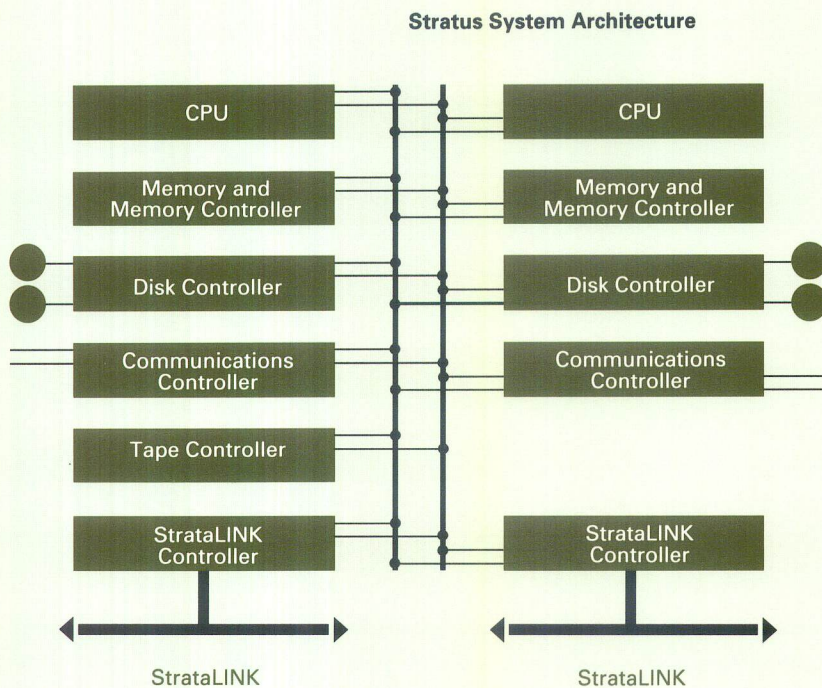 Stratus System Architecture
CPU
CPU
Memory and
Memory Controller
Memory and
Memory Controller
Disk Controller
Disk Controller
Communications
Controller
Communications
Controller
Tape Controller
StrataLINK
Controller
StrataLINK
Controller
StrataLINK
StrataLINK